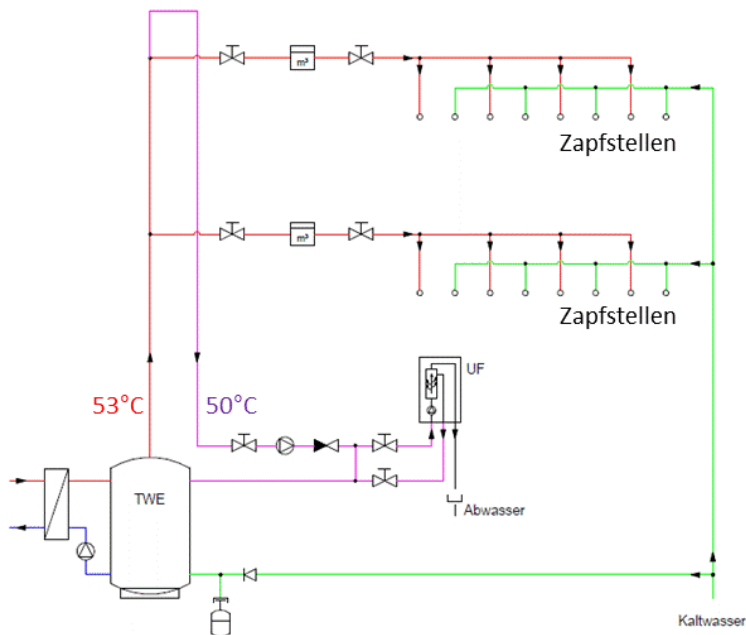 m³
Zapfstellen
m³
Zapfstellen
UF
53°C
50°C
TWE
Abwasser
Kaltwasser